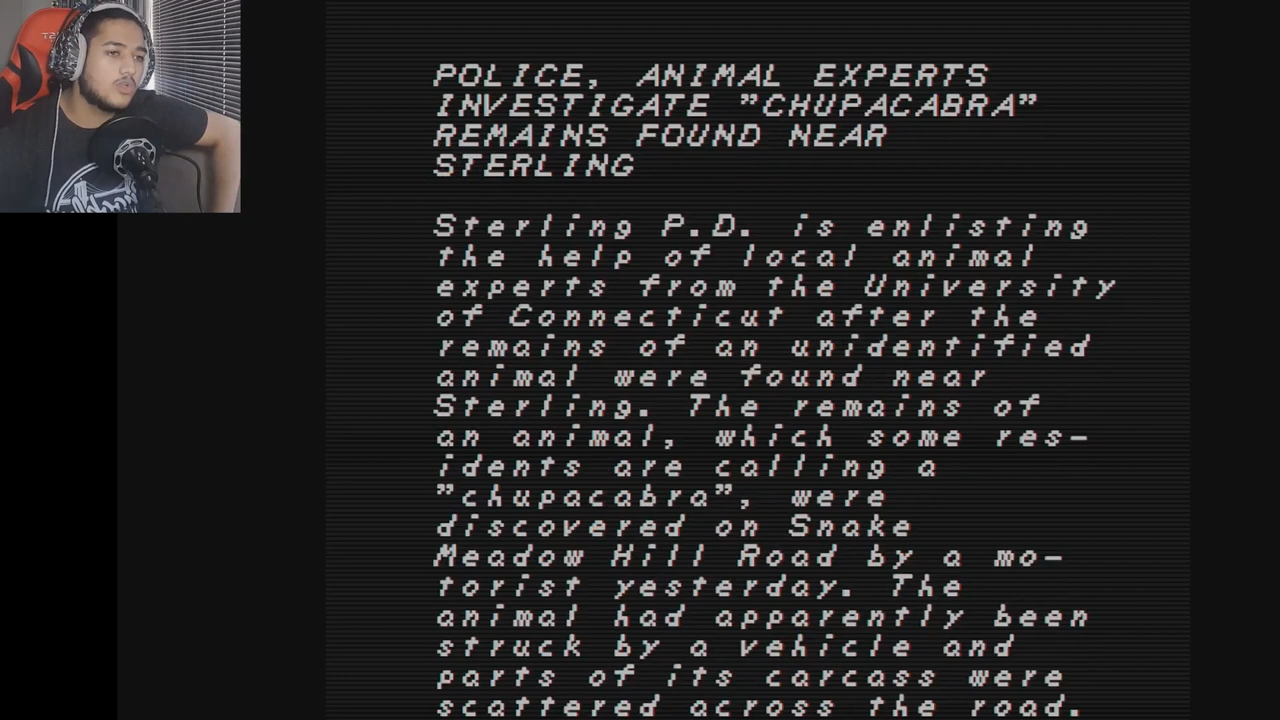 POLICE, ANIMAL EXPERTS
INVESTIGATE "CHUPACABRA"
REMAINS FOUND NEAR
STERLING
Sterling P.D. is enlisting
the help of local animal
experts from the University
of Connecticut after the
remains of an unidentified
animal were found near
Sterling. The remains of
an animal, which some res-
idents are calling a
"chupacabra", were
discovered on Snake
Meadow Hill Road by a mo-
torist yesterday. The
animal had apparently been
struck by a vehicle and
parts of its carcass were
scattered across the road.